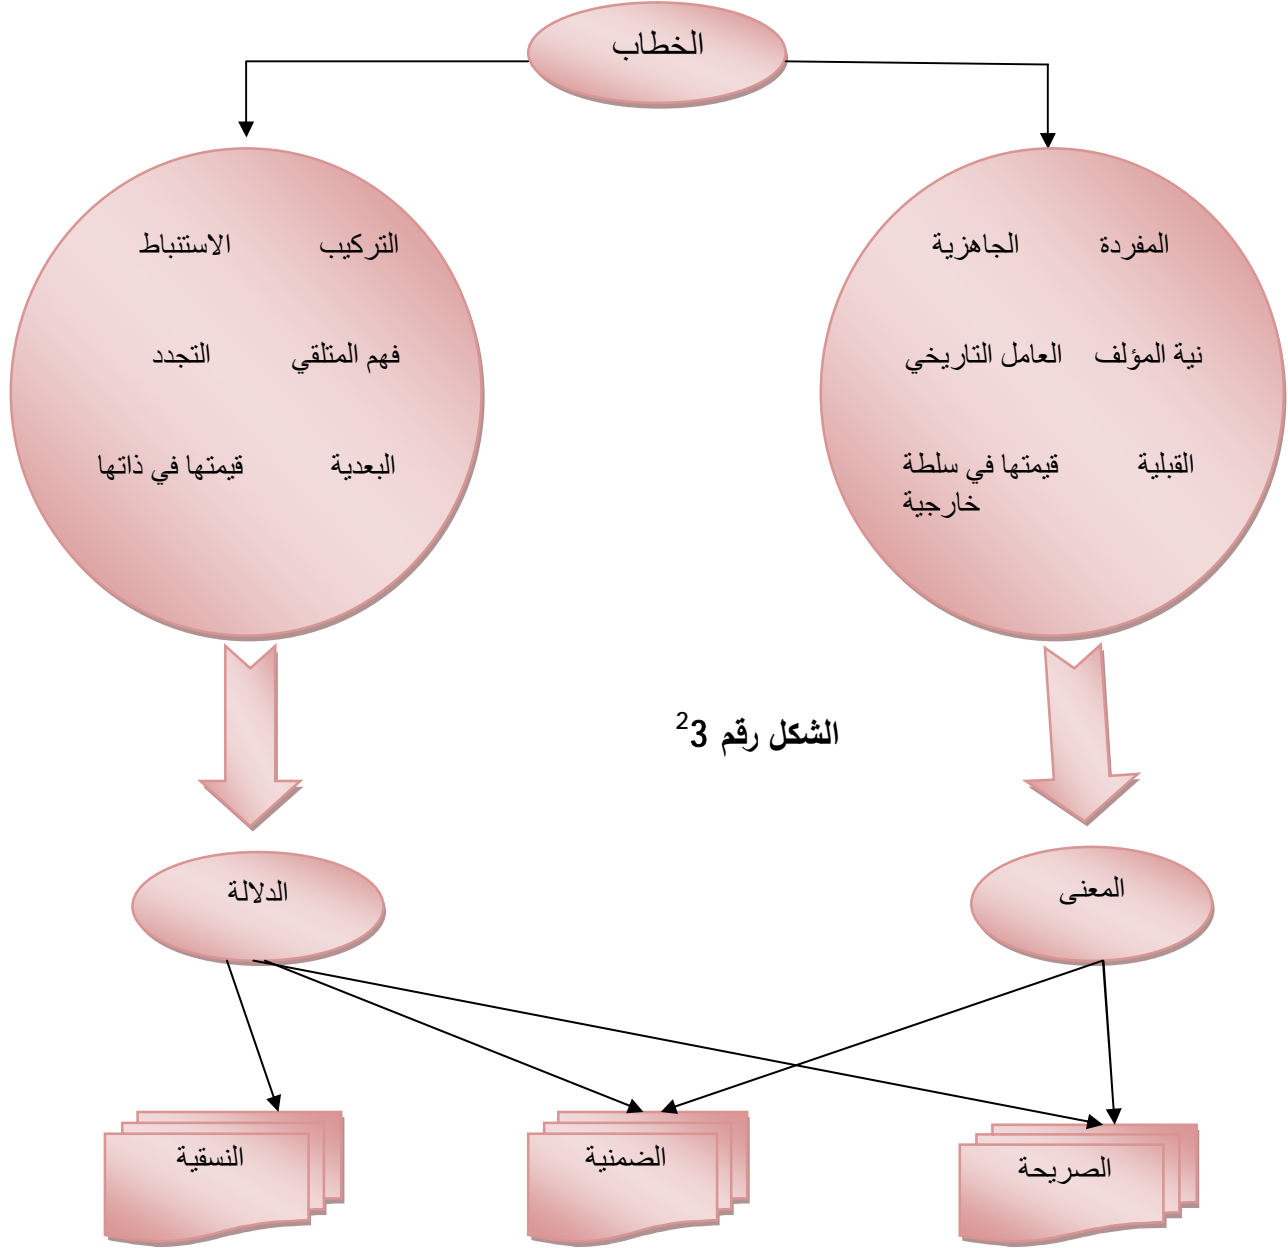 الخطاب
المفردة
الجاهزية
نية المؤلف
العامل التاريخي
القبلية
قيمتها في سلطة
خارجية
التركيب
الاستنباط
فهم المتلقي
التجدد
البعدية
قيمتها في ذاتها
الشكل رقم 3²
المعنى
الدلالة
الصريحة
الضمنية
النسقية